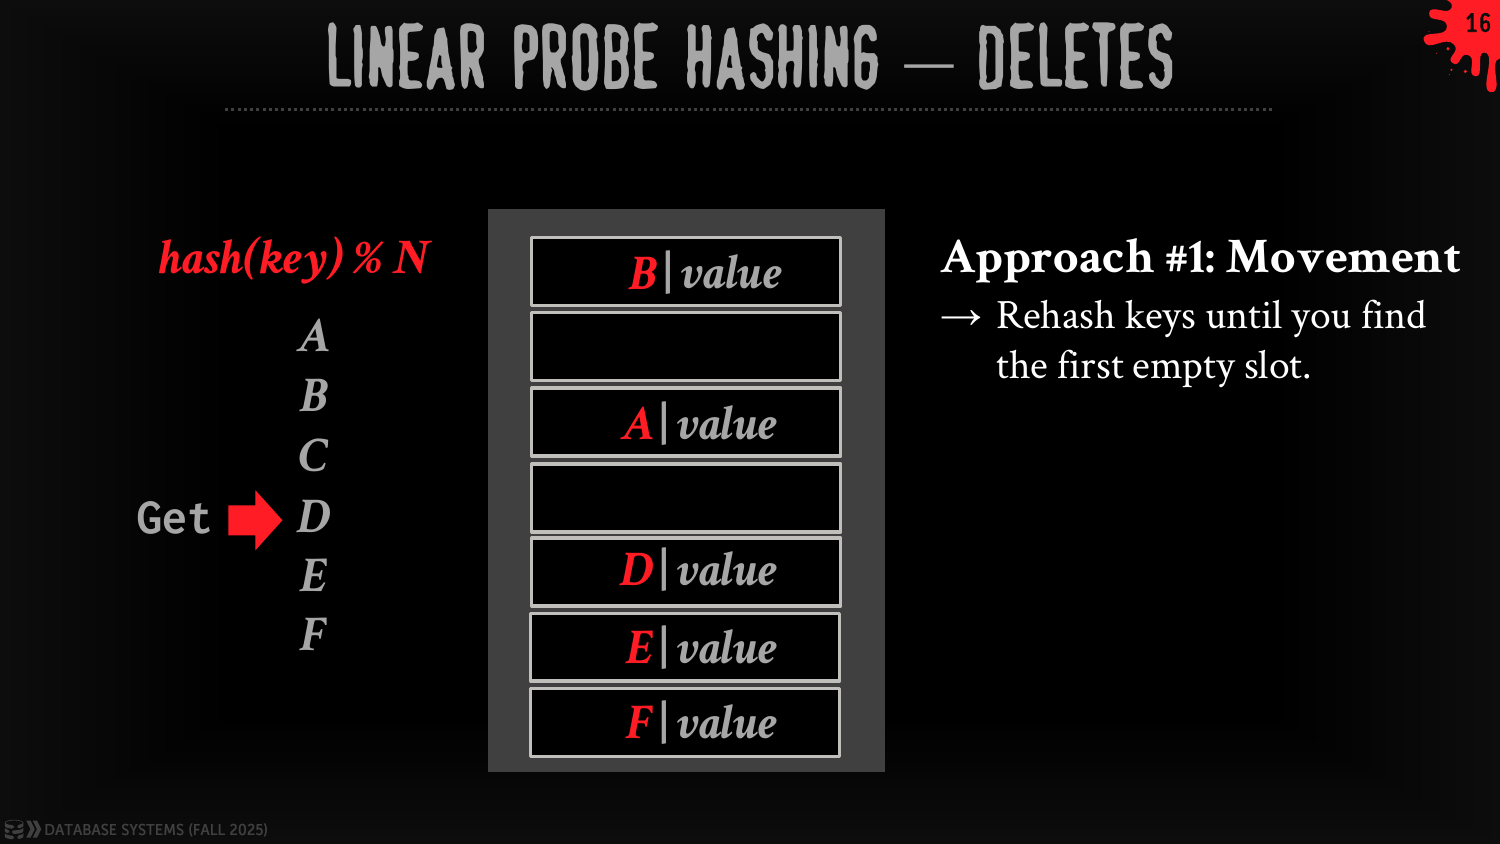 LINEAR PROBE HASHING — DELETES
16
hash(key) % N
A
B
C
Get
D
E
F
B|value
A|value
D|value
E|value
F|value
Approach #1: Movement
→ Rehash keys until you find
the first empty slot.
DATABASE SYSTEMS (FALL 2025)